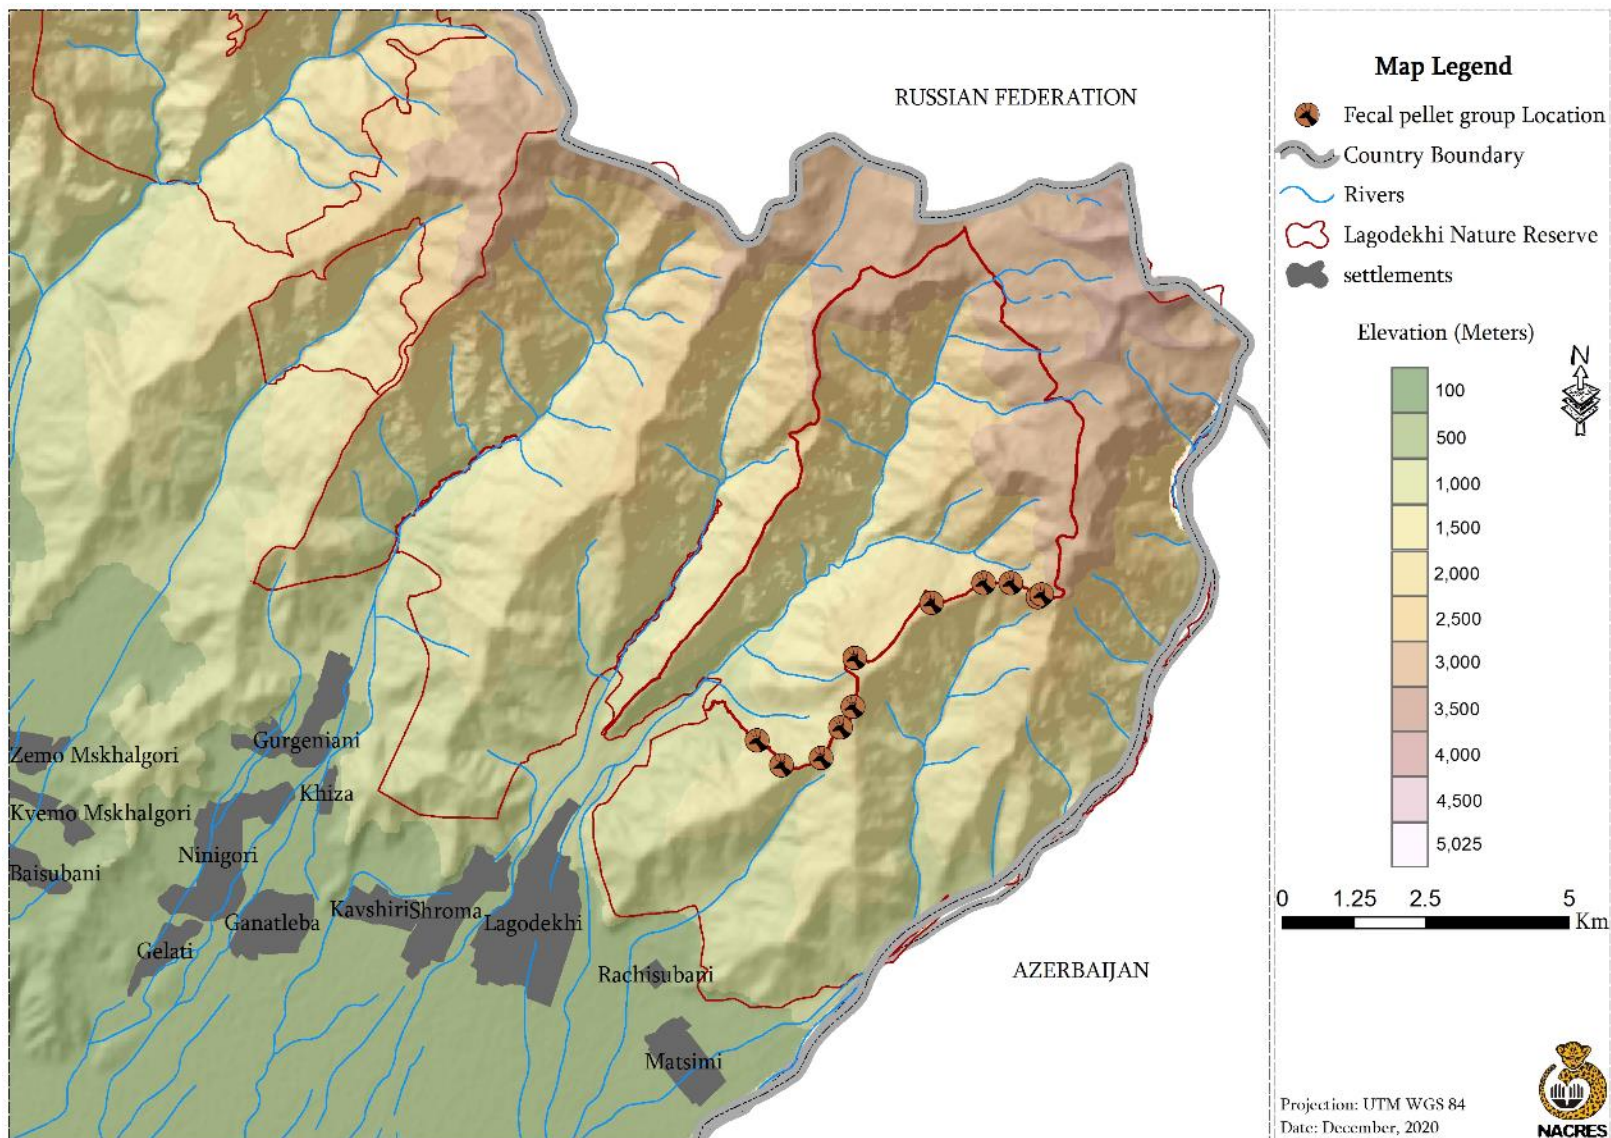 RUSSIAN FEDERATION
Zemo Mskhalgori
Gurgeniani
Khiza
Kvemo Mskhalgori
Ninigori
Baisubani
Ganatleba
Kavshiri
Shroma
Lagodekhi
Gelati
Rachisubani
Matsimi
AZERBAIJAN
Map Legend
Fecal pellet group Location
Country Boundary
Rivers
Lagodekhi Nature Reserve
settlements
Elevation (Meters)
N
100
500
1,000
1,500
2,000
2,500
3,000
3,500
4,000
4,500
5,025
0 1.25 2.5 5
Km
Projection: UTM WGS 84
Date: December, 2020
NACRES